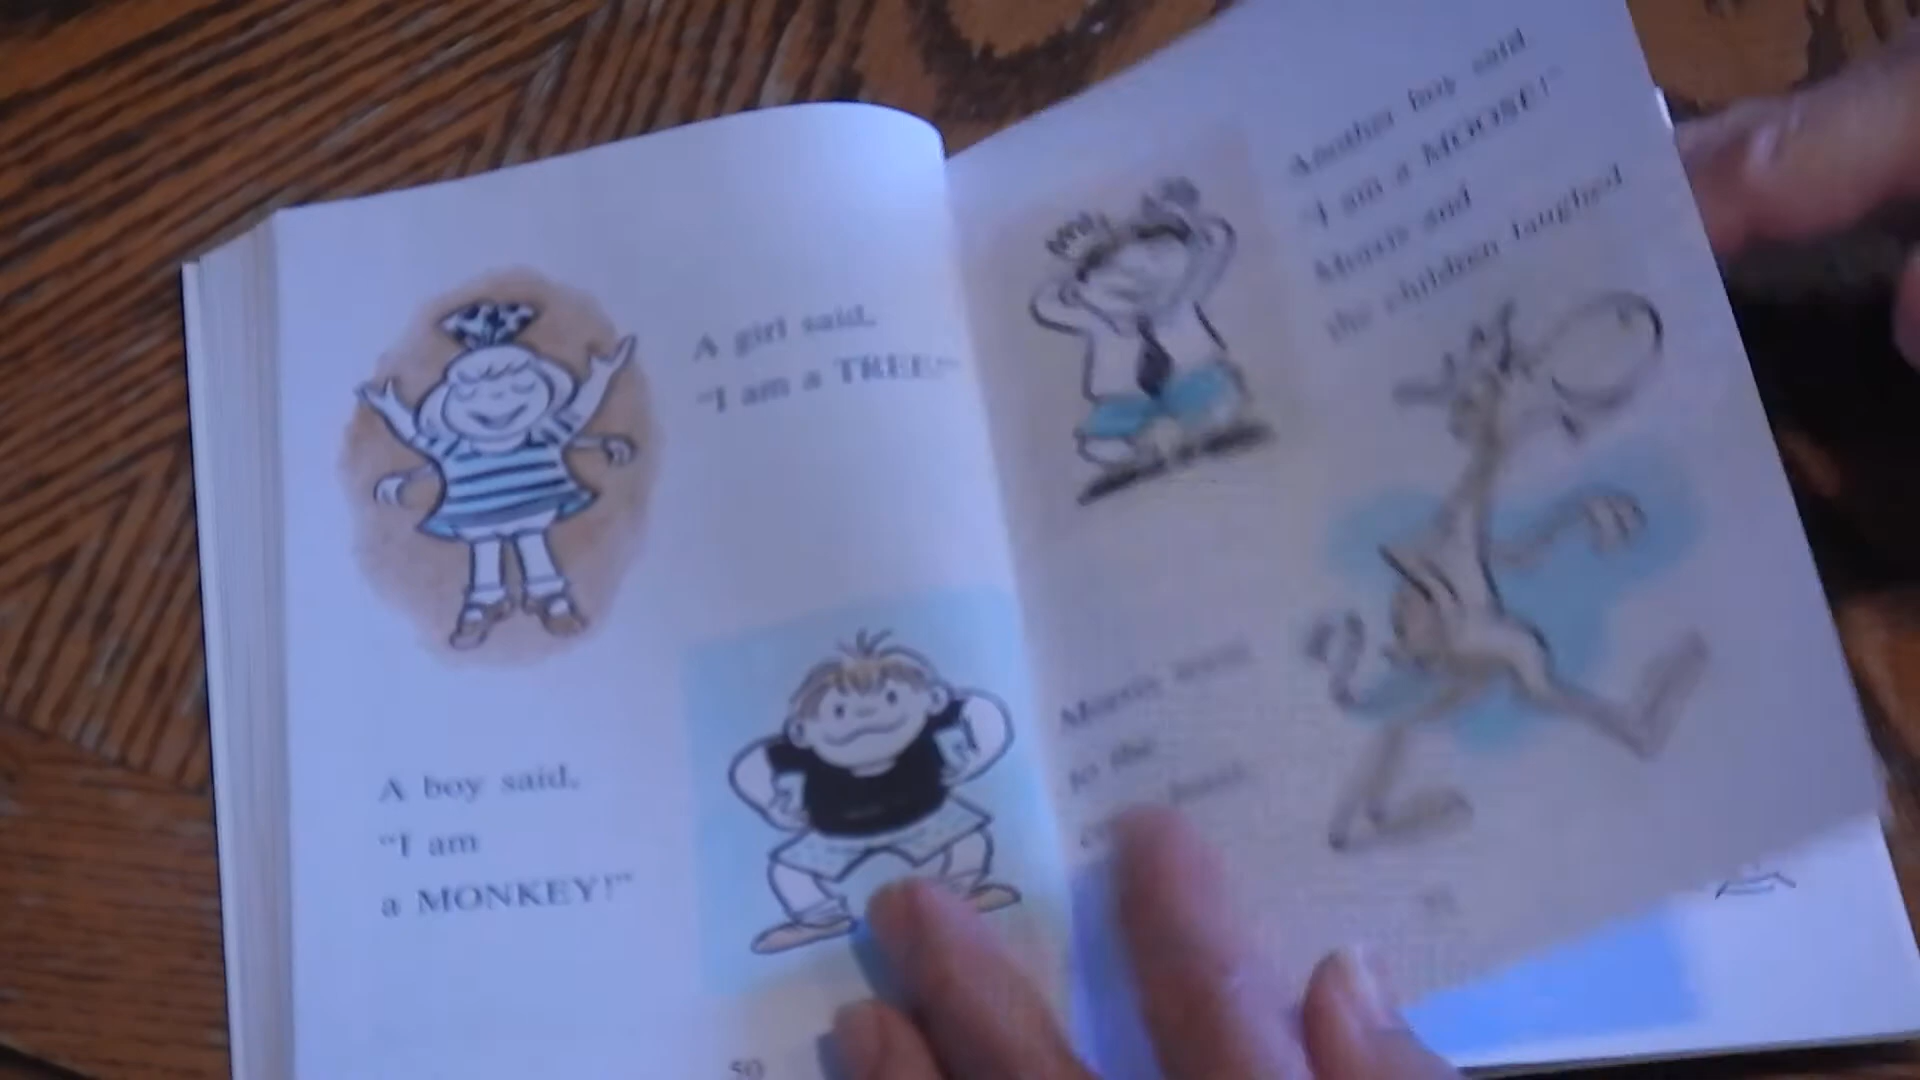 A girl said,
"I am a TREE!"
A boy said,
"I am
a MONKEY!"
50
Another boy said,
"I am a MOOSE!"
Morris and
the children laughed
Morris went
to the